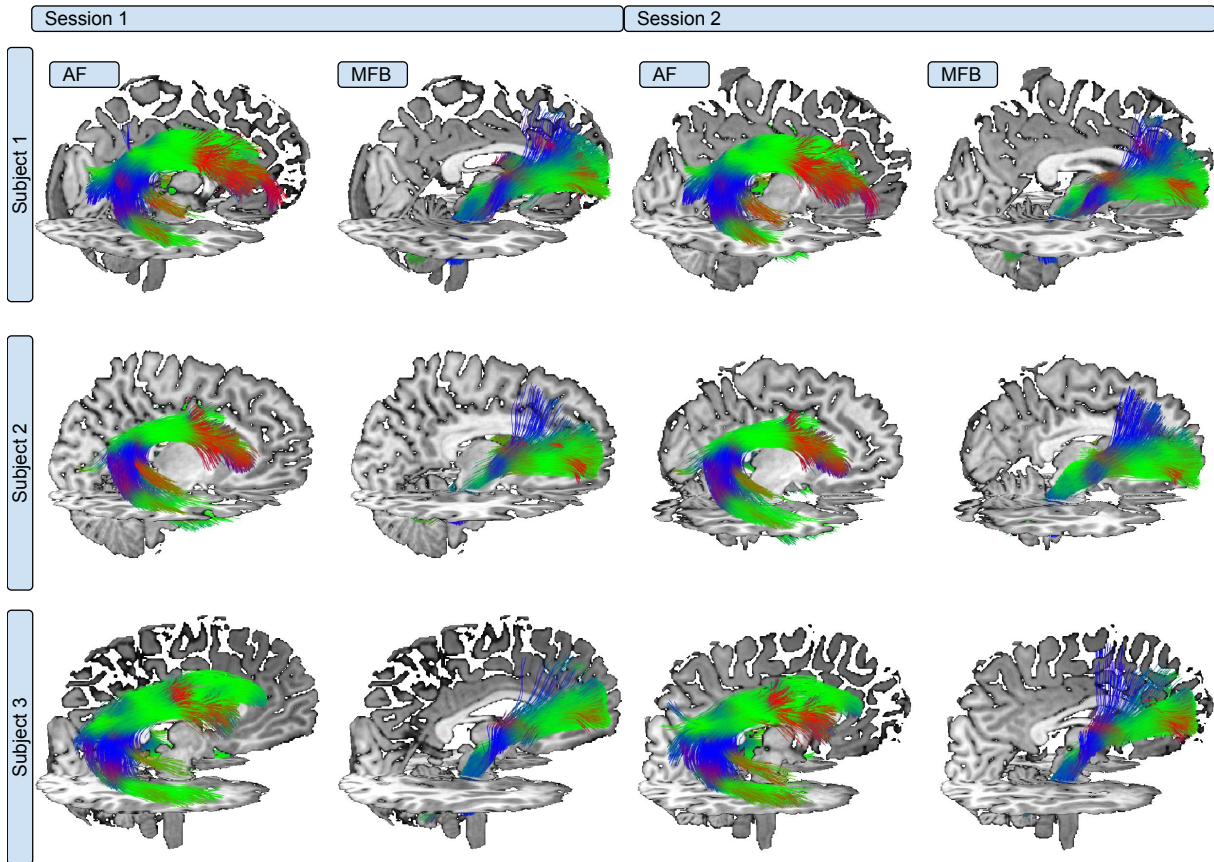 Session 1
Session 2
AF
MFB
AF
MFB
Subject 1
Subject 2
Subject 3